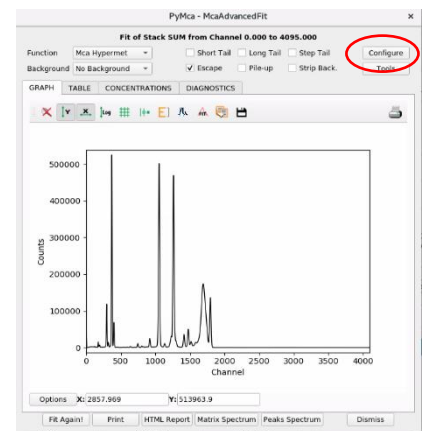 PyMca - McaAdvancedFit ×
Fit of Stack SUM from Channel 0.000 to 4095.000
Function Mca Hypermet Short Tail Long Tail Step Tail Configure
Background No Background Escape Pile-up Strip Back. Tools
GRAPH TABLE CONCENTRATIONS DIAGNOSTICS
Y Log E
500000
400000
300000
200000
100000
0
Counts
0 500 1000 1500 2000 2500 3000 3500 4000
Channel
Options X: 2857.969 Y: 513963.9
Fit Again! Print HTML Report Matrix Spectrum Peaks Spectrum Dismiss